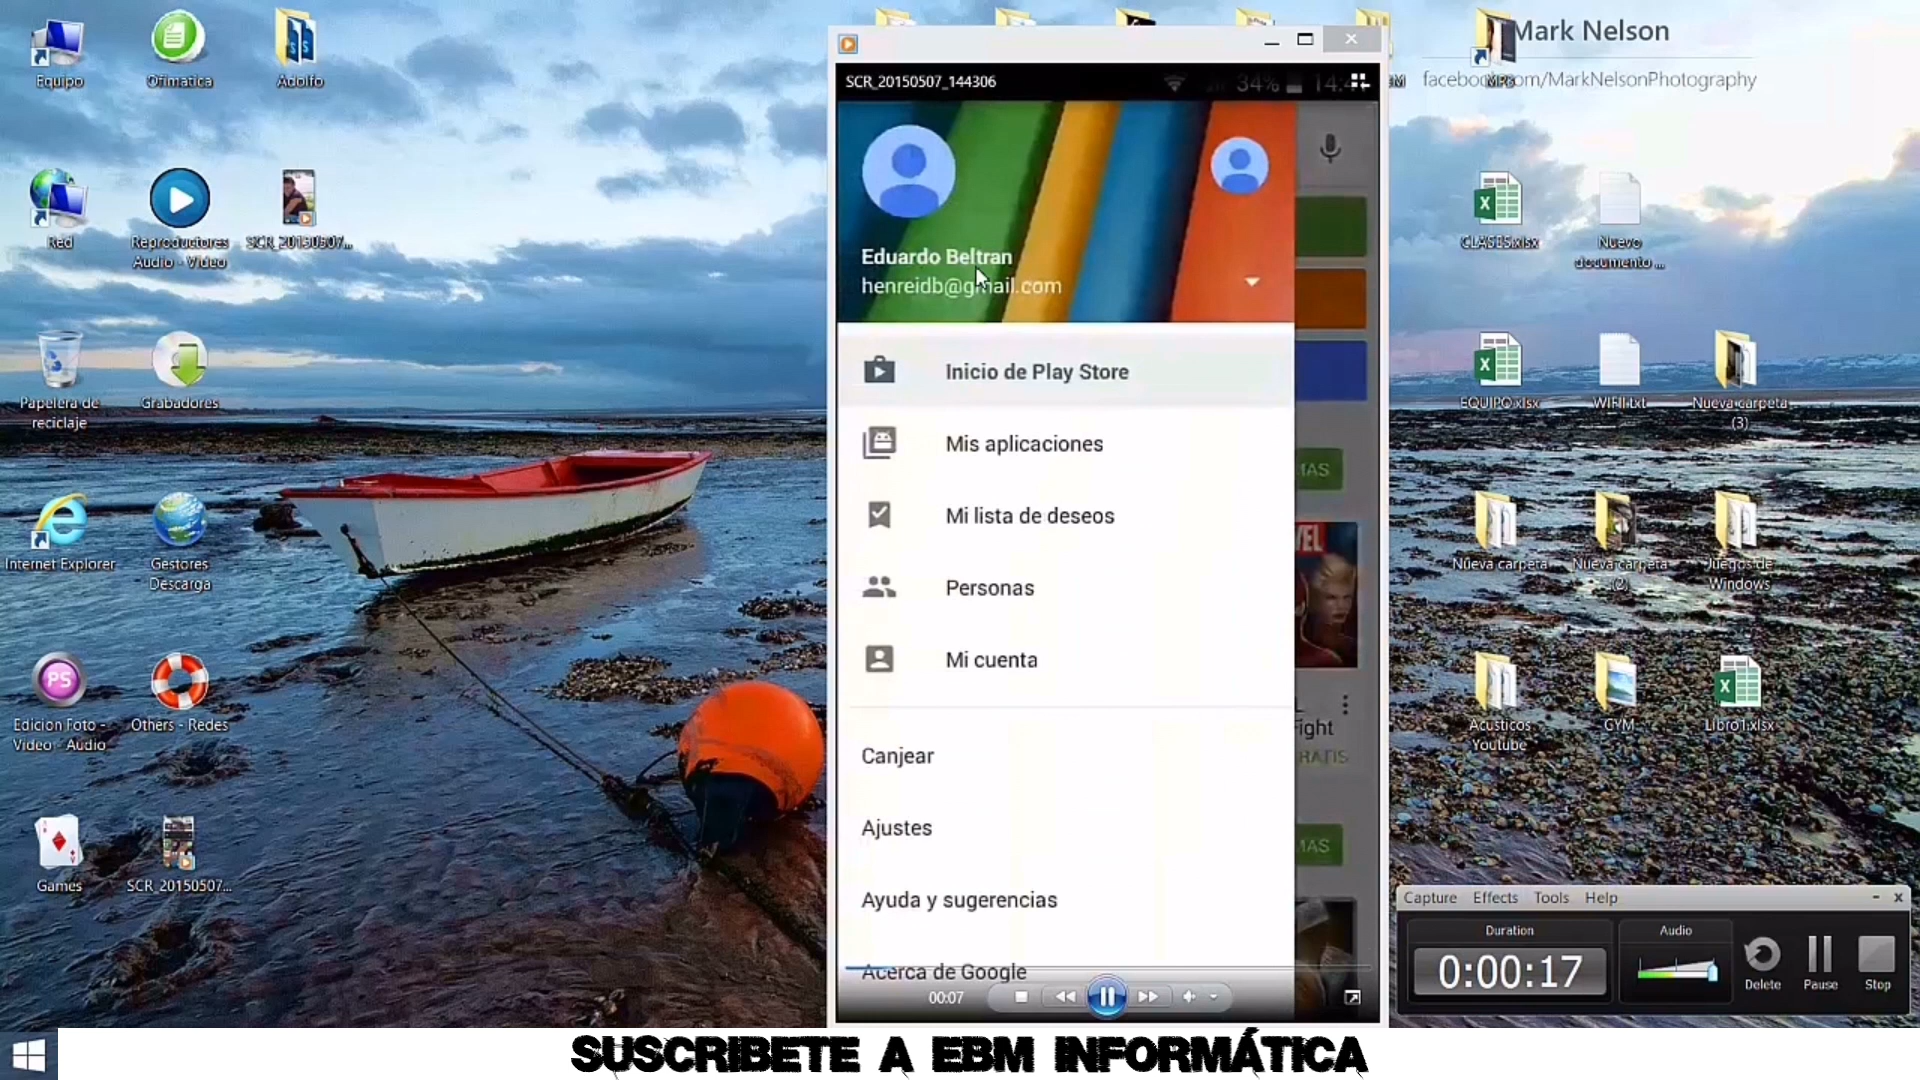 Equipo
Ofimatica
Adolfo
Red
Reproductores
Audio - Video
SCR_20150507...
Papelera de
reciclaje
Grabadores
Internet Explorer
Gestores
Descarga
Edicion Foto -
Video - Audio
Others - Redes
Games
SCR_20150507...
SCR_20150507_144306
34%
Eduardo Beltran
henreidb@gmail.com
Inicio de Play Store
Mis aplicaciones
Mi lista de deseos
Personas
Mi cuenta
Canjear
Ajustes
Ayuda y sugerencias
Acerca de Google
00:07
Mark Nelson
CLASES.xlsx
Nuevo
documento ...
EQUIPO.xlsx
WIFI.txt
Nueva carpeta
(3)
Nueva carpeta
Nueva carpeta
(2)
Juegos de
Windows
Acusticos
Youtube
GYM
Libro1.xlsx
Capture Effects Tools Help
Duration
Audio
0:00:17
Delete
Pause
Stop
SUSCRIBETE A EBM INFORMÁTICA